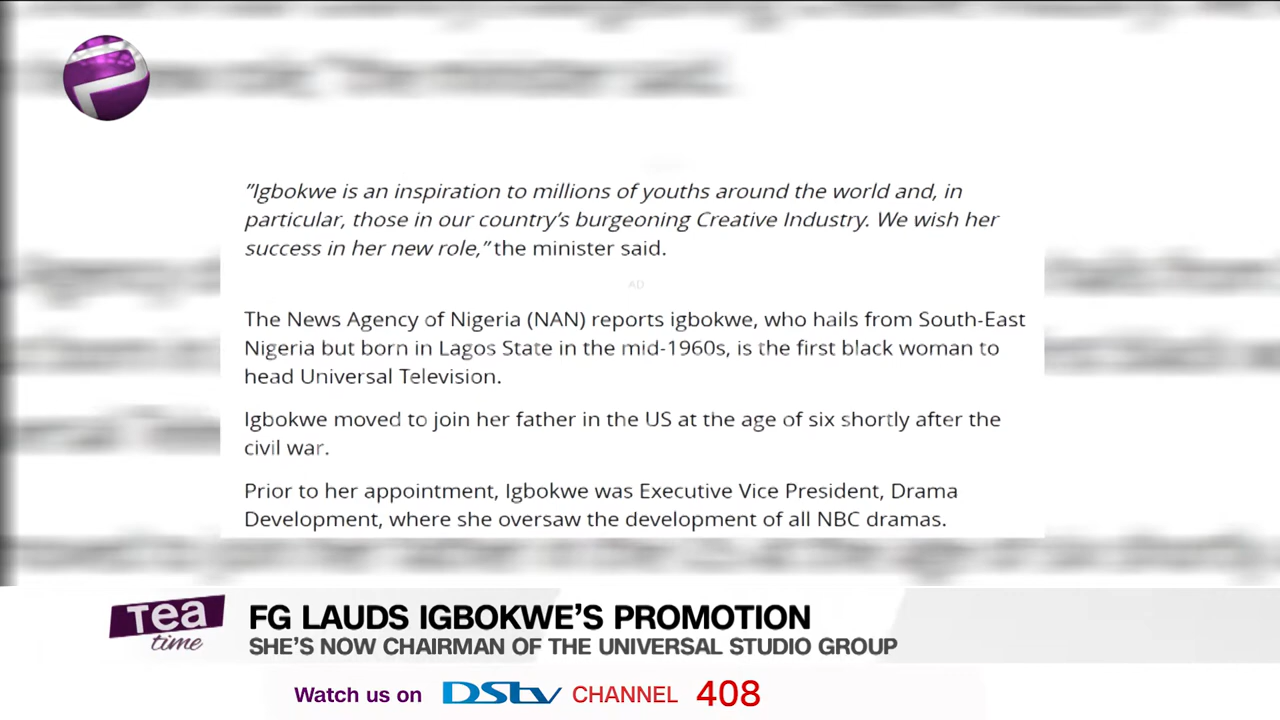 "Igbokwe is an inspiration to millions of youths around the world and, in
particular, those in our country's burgeoning Creative Industry. We wish her
success in her new role," the minister said.
AD
The News Agency of Nigeria (NAN) reports igbokwe, who hails from South-East
Nigeria but born in Lagos State in the mid-1960s, is the first black woman to
head Universal Television.
Igbokwe moved to join her father in the US at the age of six shortly after the
civil war.
Prior to her appointment, Igbokwe was Executive Vice President, Drama
Development, where she oversaw the development of all NBC dramas.
Tea
time
FG LAUDS IGBOKWE'S PROMOTION
SHE'S NOW CHAIRMAN OF THE UNIVERSAL STUDIO GROUP
Watch us on DStv CHANNEL 408